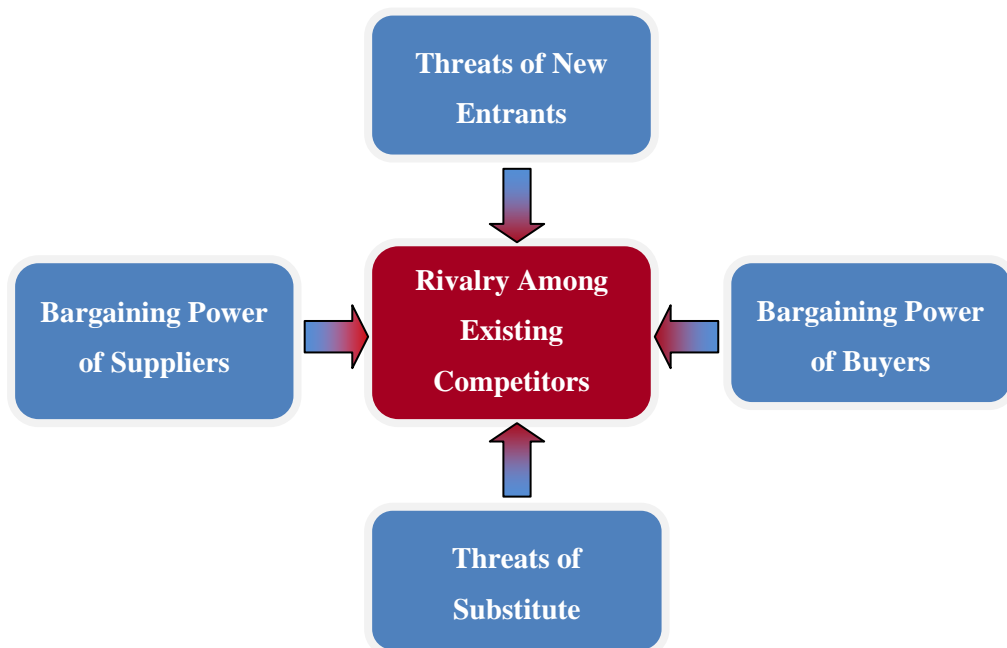 Threats of New
Entrants
Bargaining Power
of Suppliers
Rivalry Among
Existing
Competitors
Bargaining Power
of Buyers
Threats of
Substitute